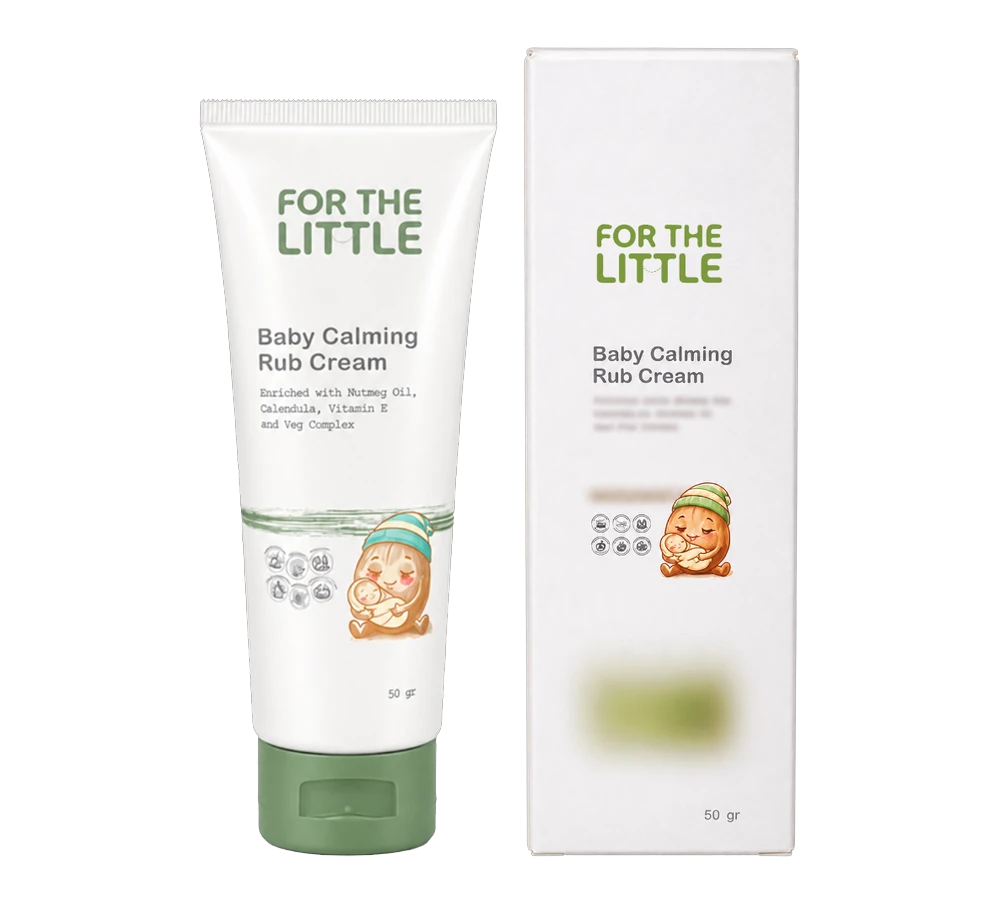 FOR THE
LITTLE
Baby Calming
Rub Cream
Enriched with Nutmeg Oil,
Calendula, Vitamin E
and Veg Complex
50 gr
FOR THE
LITTLE
Baby Calming
Rub Cream
50 gr